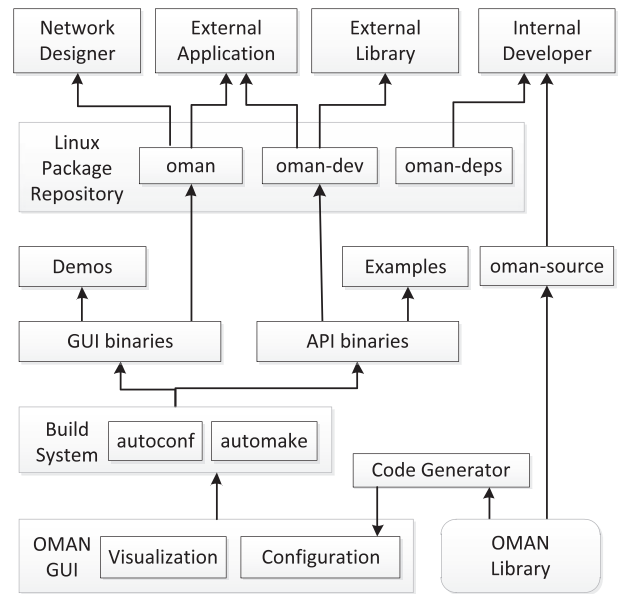 Network
Designer
External
Application
External
Library
Internal
Developer
Linux
Package
Repository
oman
oman-dev
oman-deps
Demos
Examples
oman-source
GUI binaries
API binaries
Build
System
autoconf
automake
Code Generator
OMAN
GUI
Visualization
Configuration
OMAN
Library